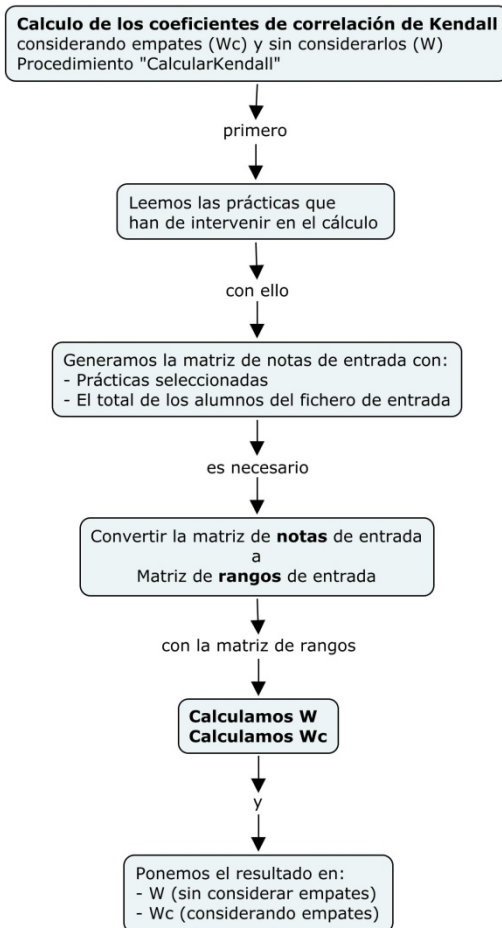 Calculo de los coeficientes de correlación de Kendall
considerando empates (Wc) y sin considerarlos (W)
Procedimiento "CalcularKendall"
primero
Leemos las prácticas que
han de intervenir en el cálculo
con ello
Generamos la matriz de notas de entrada con:
- Prácticas seleccionadas
- El total de los alumnos del fichero de entrada
es necesario
Convertir la matriz de notas de entrada
a
Matriz de rangos de entrada
con la matriz de rangos
Calculamos W
Calculamos Wc
y
Ponemos el resultado en:
- W (sin considerar empates)
- Wc (considerando empates)